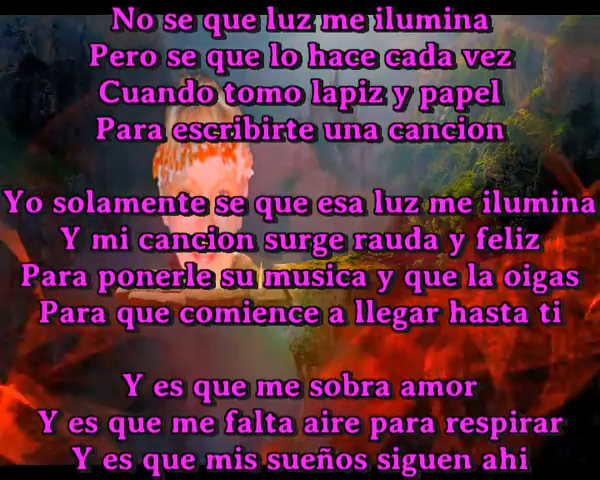 No se que luz me ilumina
Pero se que lo hace cada vez
Cuando tomo lapiz y papel
Para escribirte una cancion
Yo solamente se que esa luz me ilumina
Y mi cancion surge rauda y feliz
Para ponerle su musica y que la oigas
Para que comience a llegar hasta ti
Y es que me sobra amor
Y es que me falta aire para respirar
Y es que mis sueños siguen ahi